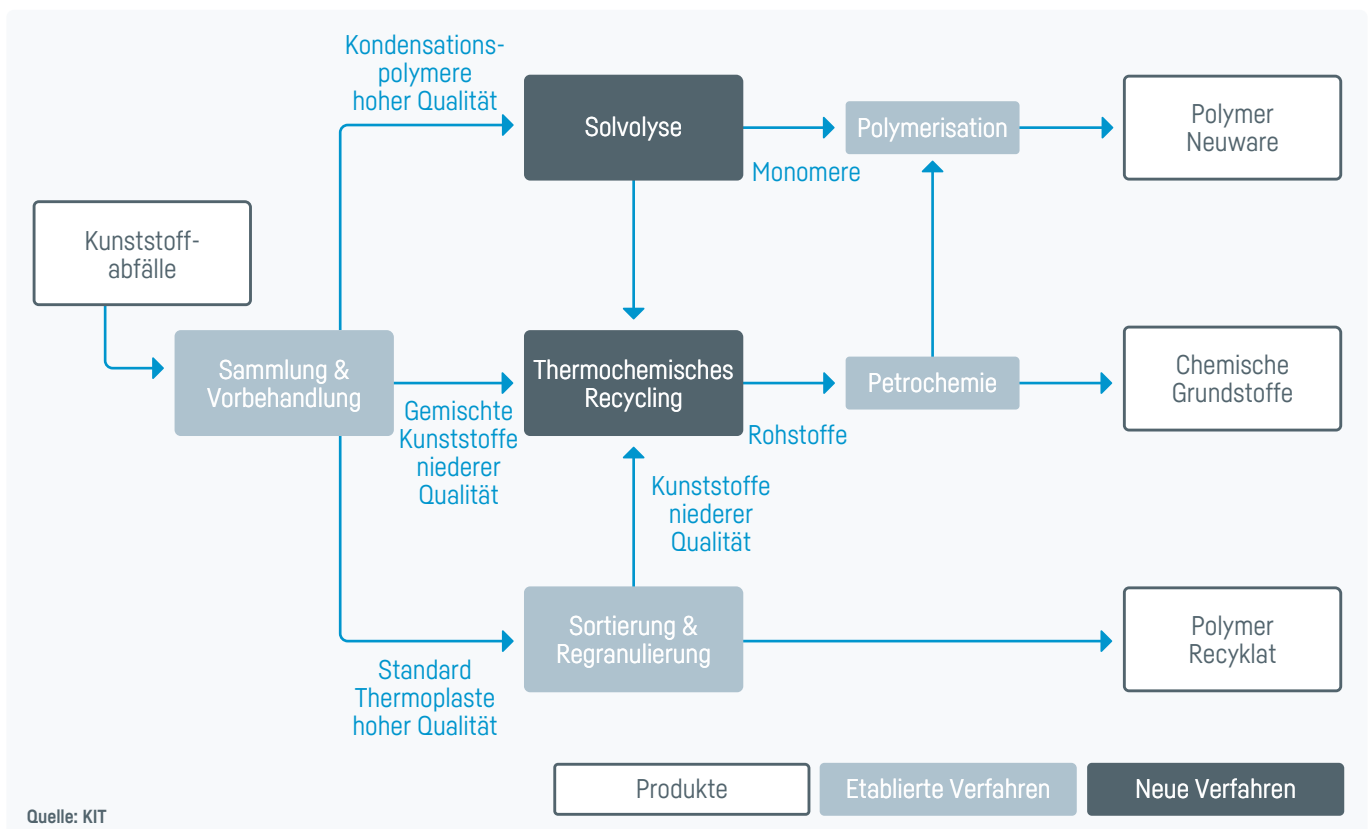 Kondensations-
polymere
hoher Qualität
Solvolyse
Polymerisation
Polymer
Neuware
Monomere
Kunststoff-
abfälle
Sammlung &
Vorbehandlung
Thermochemisches
Recycling
Petrochemie
Chemische
Grundstoffe
Gemischte
Kunststoffe
niederer
Qualität
Rohstoffe
Kunststoffe
niederer
Qualität
Sortierung &
Regranulierung
Polymer
Recyklat
Standard
Thermoplaste
hoher Qualität
Produkte
Etablierte Verfahren
Neue Verfahren
Quelle: KIT